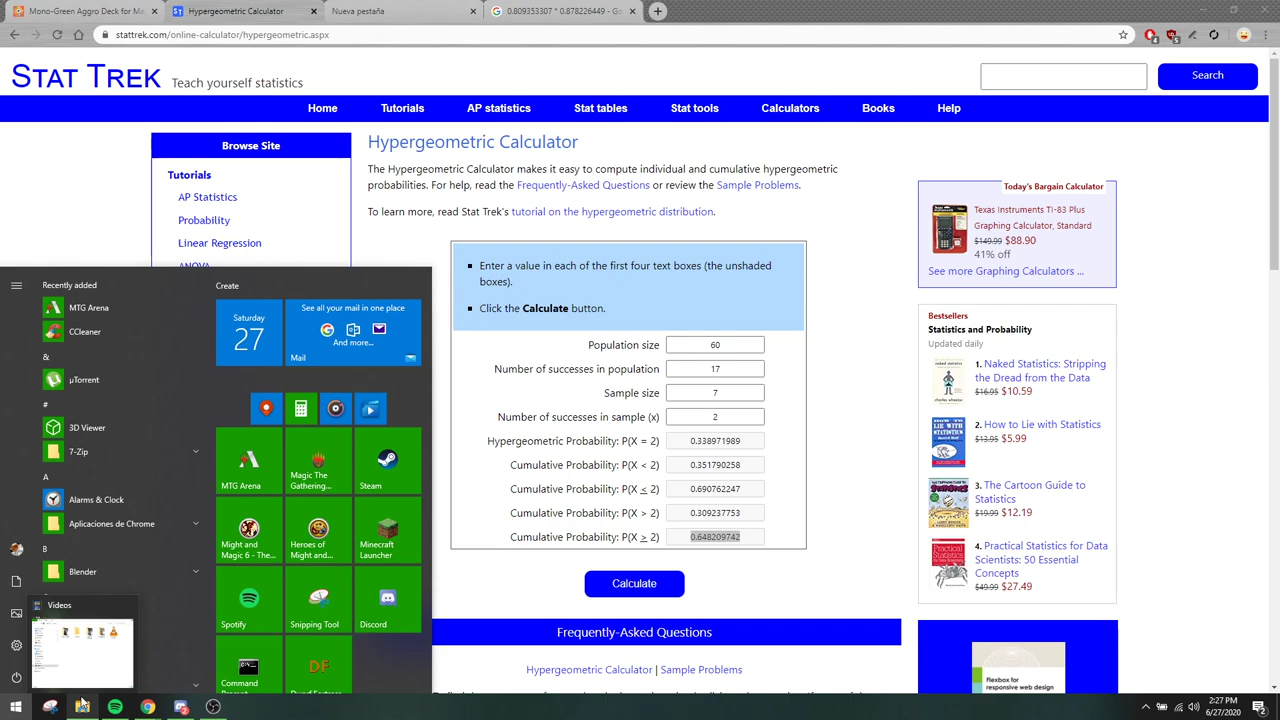 Mono-Green Aggro Deck for Ma
Hypergeometric Calculator
Nueva pestaña
0.809353307 * 0.878226449 - Go
stattrek.com/online-calculator/hypergeometric.aspx
STAT TREK Teach yourself statistics
Search
Home Tutorials AP statistics Stat tables Stat tools Calculators Books Help
Browse Site
Tutorials
AP Statistics
Probability
Linear Regression
ANOVA
Hypergeometric Calculator
The Hypergeometric Calculator makes it easy to compute individual and cumulative hypergeometric
probabilities. For help, read the Frequently-Asked Questions or review the Sample Problems.
To learn more, read Stat Trek's tutorial on the hypergeometric distribution.
Enter a value in each of the first four text boxes (the unshaded
boxes).
Click the Calculate button.
Population size 60
Number of successes in population 17
Sample size 7
Number of successes in sample (x) 2
Hypergeometric Probability: P(X = 2) 0.338971989
Cumulative Probability: P(X < 2) 0.351790258
Cumulative Probability: P(X ≤ 2) 0.690762247
Cumulative Probability: P(X > 2) 0.309237753
Cumulative Probability: P(X ≥ 2) 0.648209742
Calculate
Frequently-Asked Questions
Hypergeometric Calculator | Sample Problems
Today's Bargain Calculator
Texas Instruments TI-83 Plus
Graphing Calculator, Standard
$149.99 $88.90
41% off
See more Graphing Calculators ...
Bestsellers
Statistics and Probability
Updated daily
1. Naked Statistics: Stripping
the Dread from the Data
$16.95 $10.59
2. How to Lie with Statistics
$13.95 $5.99
3. The Cartoon Guide to
Statistics
$19.99 $12.19
4. Practical Statistics for Data
Scientists: 50 Essential
Concepts
$49.99 $27.49
Flexbox for
responsive web design
Recently added
MTG Arena
CCleaner
&
µTorrent
#
3D Viewer
7-Zip
A
Alarms & Clock
Aplicaciones de Chrome
B
Blender
Videos
Create
Saturday
27
See all your mail in one place
And more...
Mail
MTG Arena
Magic The
Gathering...
Steam
Might and
Magic 6 - The...
Heroes of
Might and...
Minecraft
Launcher
Spotify
Snipping Tool
Discord
Command
2:27 PM
6/27/2020